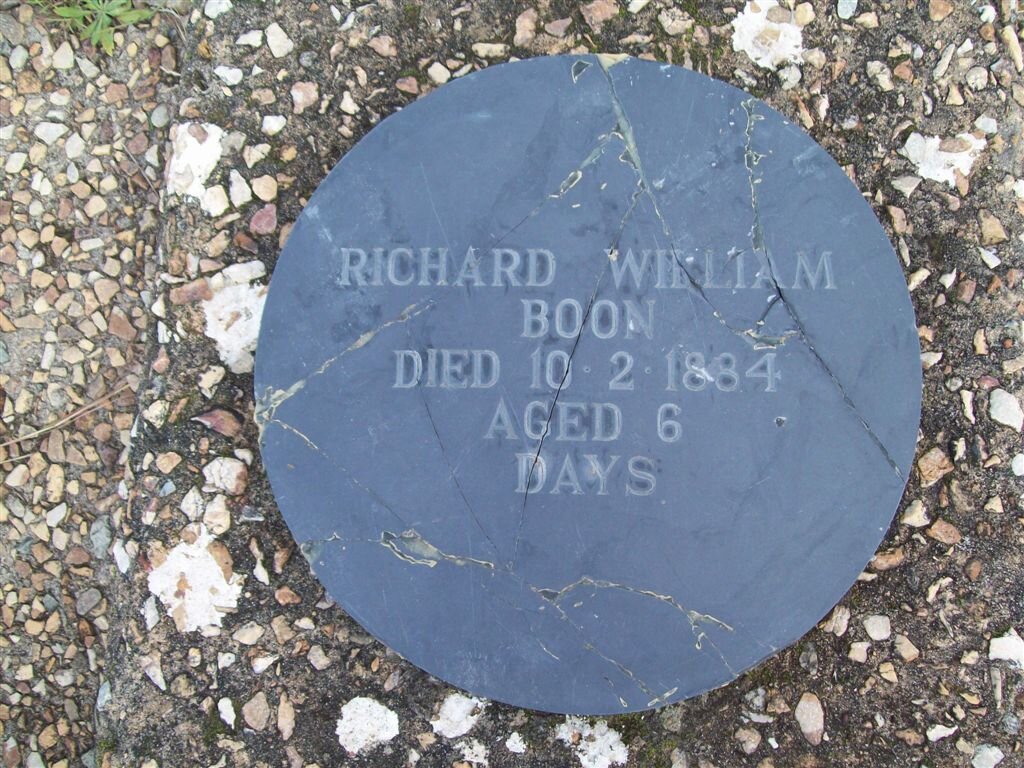 RICHARD WILLIAM
BOON
DIED 10·2·1884
AGED 6
DAYS